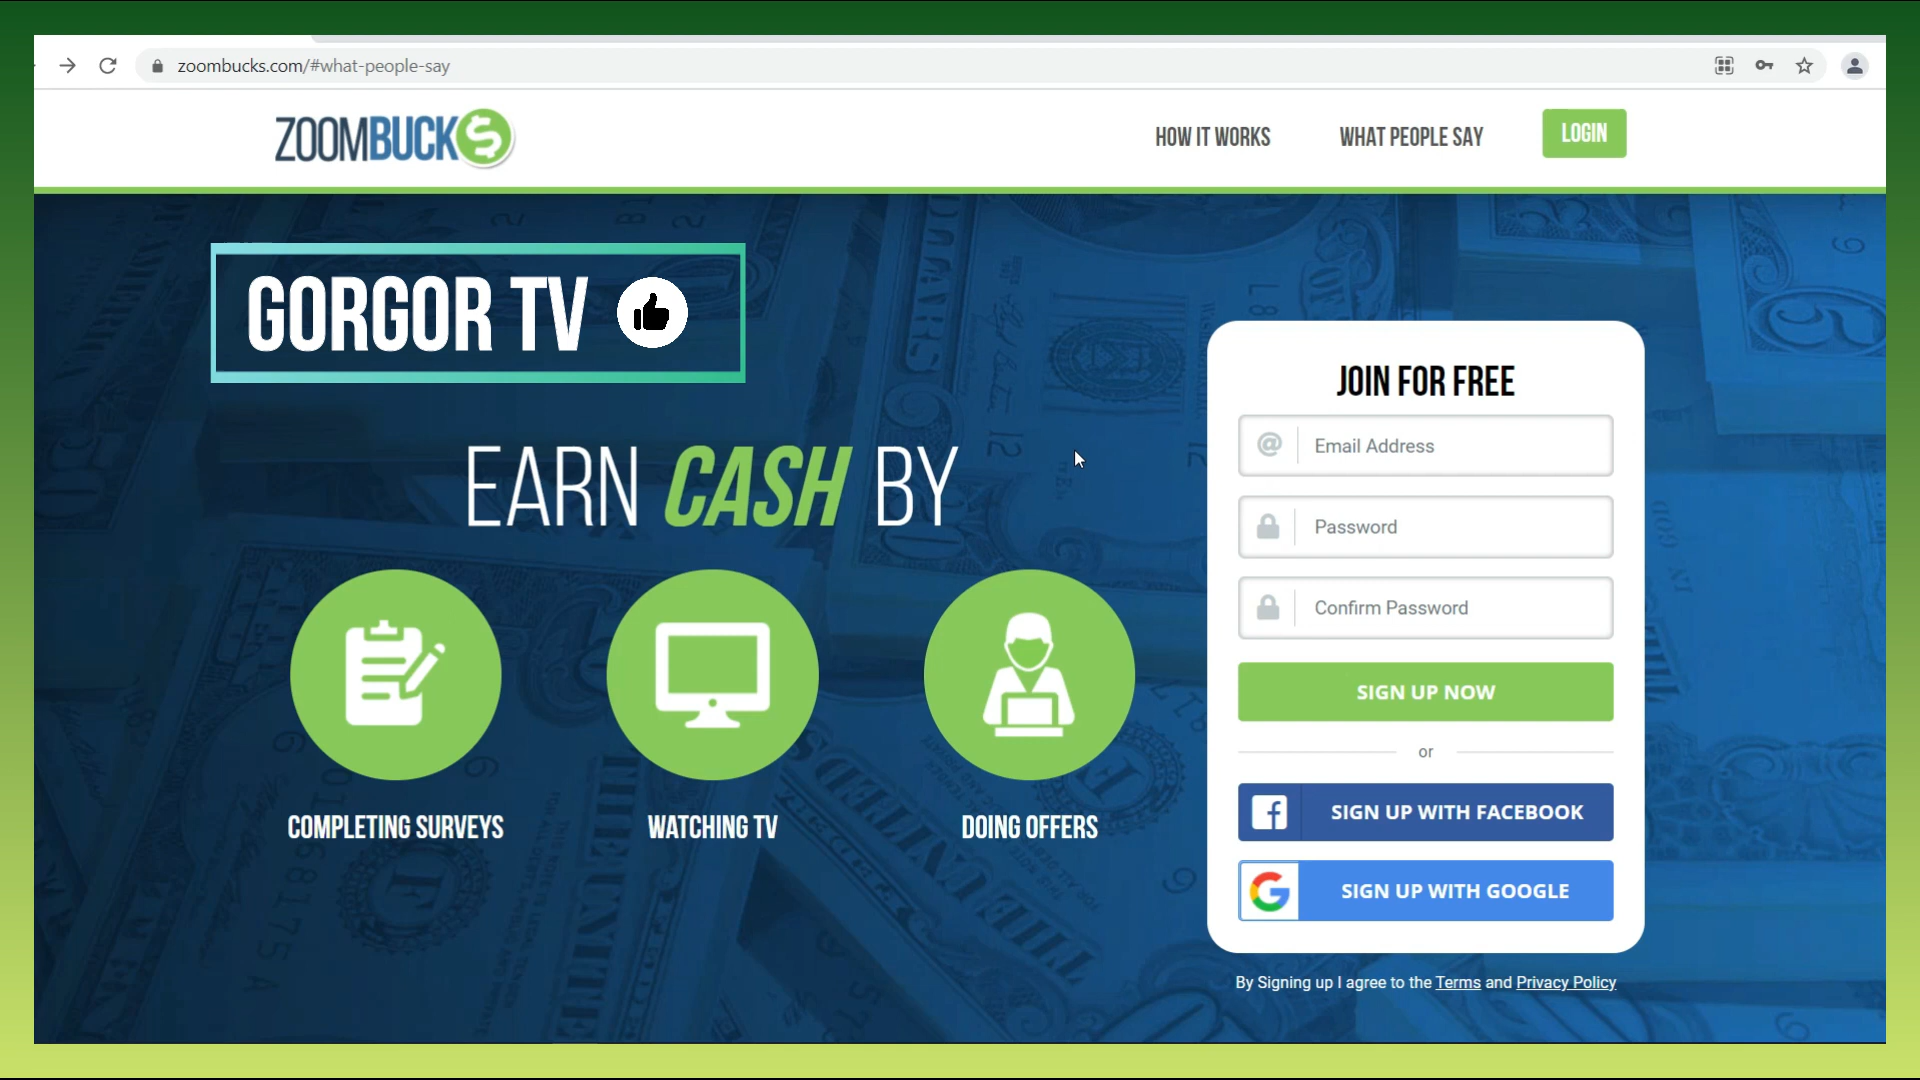 zoombucks.com/#what-people-say
ZOOMBUCK$
HOW IT WORKS
WHAT PEOPLE SAY
LOGIN
GORGOR TV
EARN CASH BY
COMPLETING SURVEYS
WATCHING TV
DOING OFFERS
JOIN FOR FREE
@ Email Address
Password
Confirm Password
SIGN UP NOW
or
SIGN UP WITH FACEBOOK
SIGN UP WITH GOOGLE
By Signing up I agree to the Terms and Privacy Policy